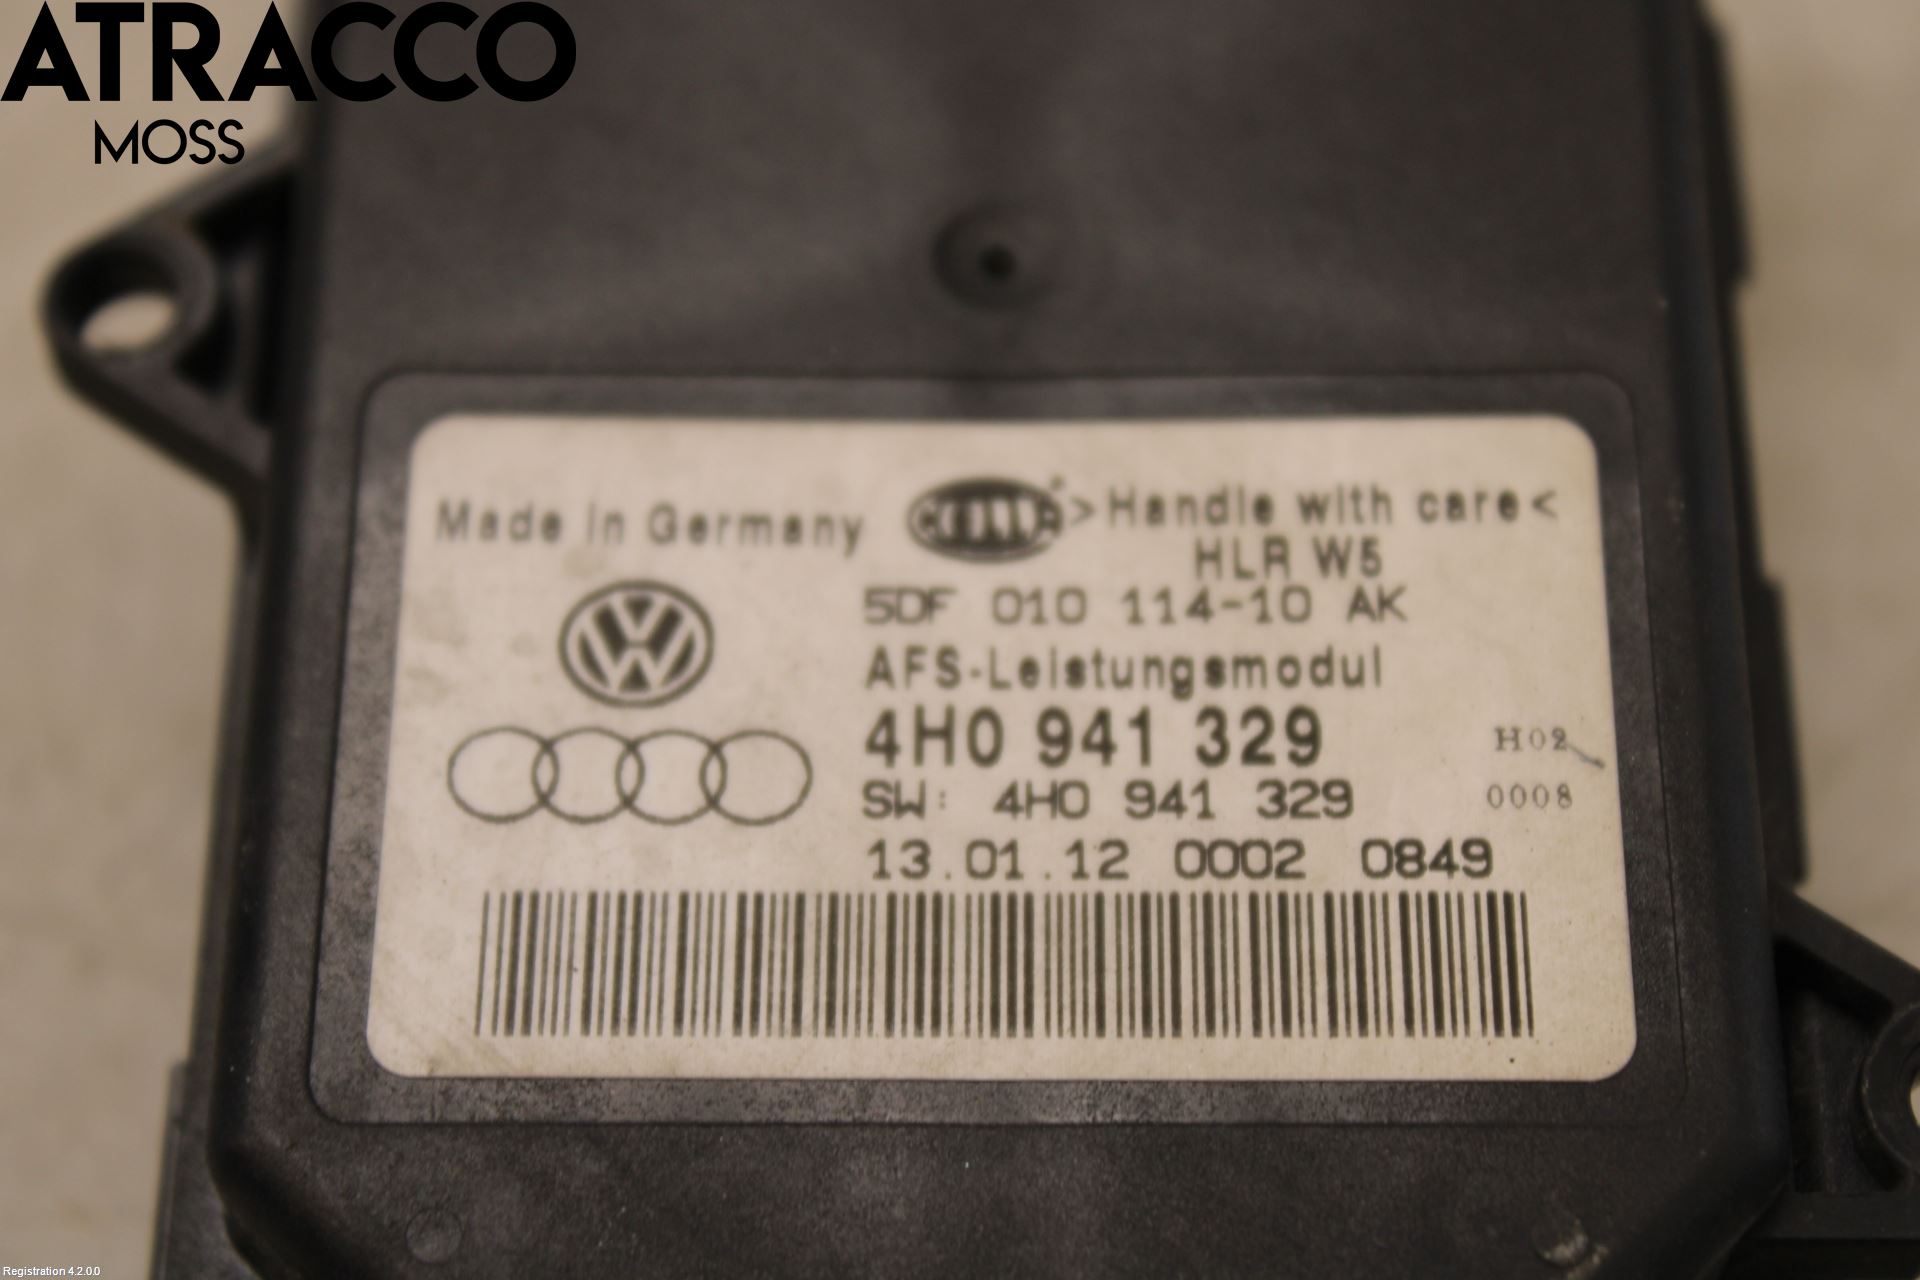 ATRACCO
MOSS
Made in Germany HELLA >Handle with care<
HLR W5
5DF 010 114-10 AK
AFS-Leistungsmodul
4H0 941 329 H02
SW: 4H0 941 329 0008
13.01.12 0002 0849
Registration 4.2.0.0